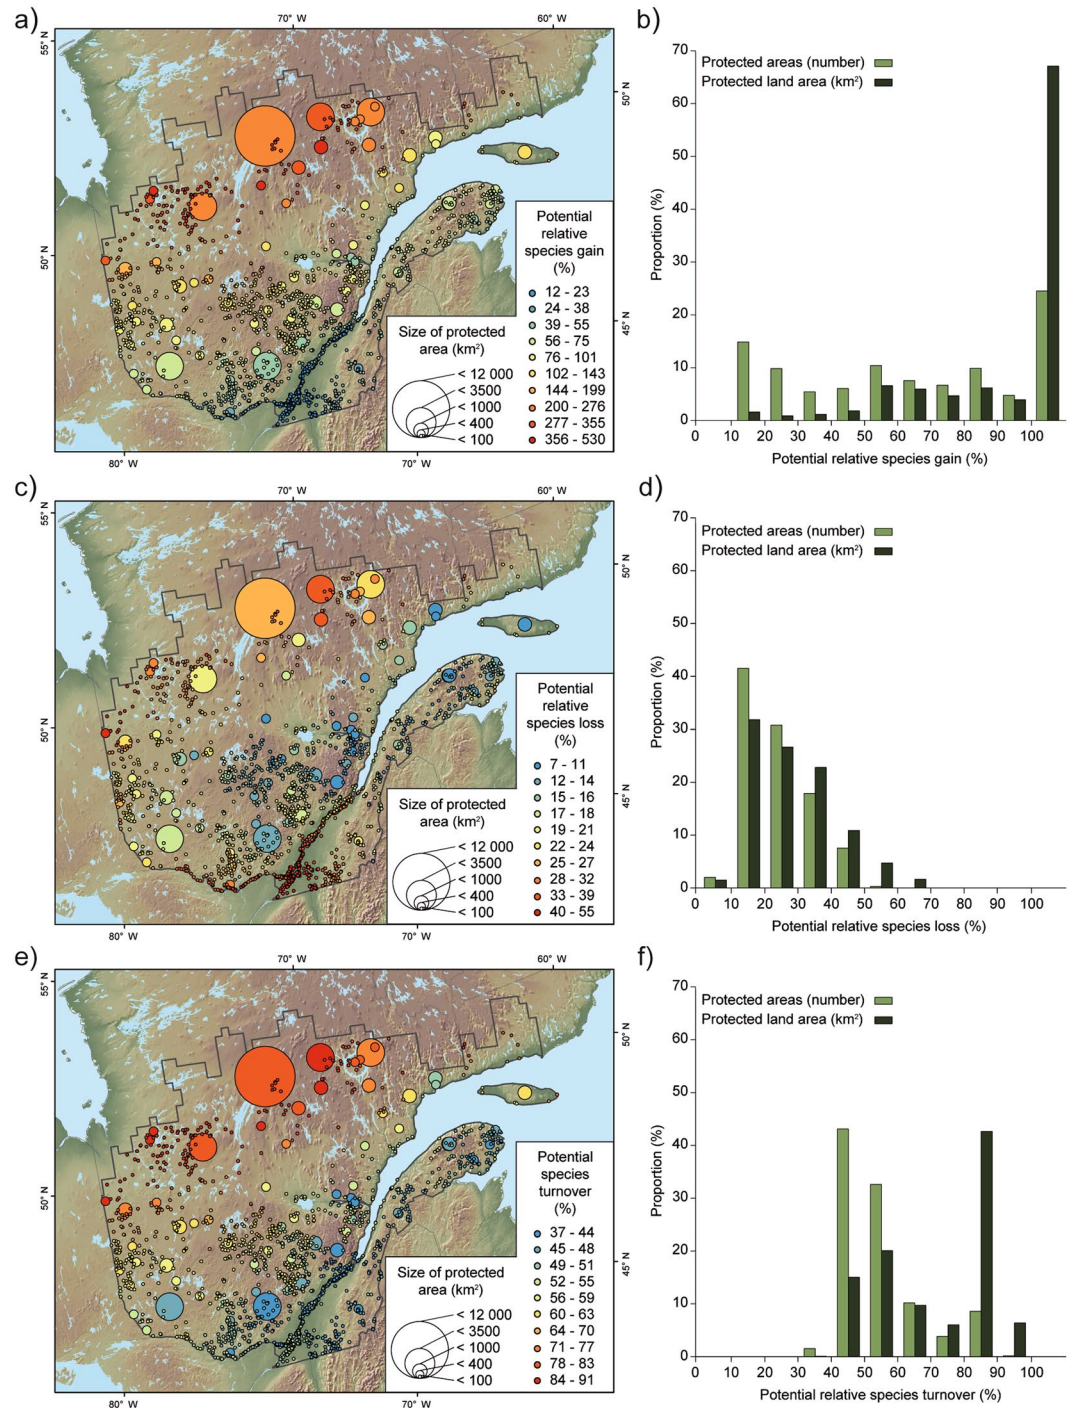 a)
70° W
60° W
55° N
50° N
50° N
45° N
Potential
relative
species gain
(%)
12 - 23
24 - 38
39 - 55
56 - 75
76 - 101
102 - 143
144 - 199
200 - 276
277 - 355
356 - 530
Size of protected
area (km²)
< 12 000
< 3500
< 1000
< 400
< 100
80° W
70° W
b)
Protected areas (number)
Protected land area (km²)
Proportion (%)
70
60
50
40
30
20
10
0
0 10 20 30 40 50 60 70 80 90 100
Potential relative species gain (%)
c)
70° W
60° W
55° N
50° N
50° N
45° N
Potential
relative
species loss
(%)
7 - 11
12 - 14
15 - 16
17 - 18
19 - 21
22 - 24
25 - 27
28 - 32
33 - 39
40 - 55
Size of protected
area (km²)
< 12 000
< 3500
< 1000
< 400
< 100
80° W
70° W
d)
Protected areas (number)
Protected land area (km²)
Proportion (%)
70
60
50
40
30
20
10
0
0 10 20 30 40 50 60 70 80 90 100
Potential relative species loss (%)
e)
70° W
60° W
55° N
50° N
50° N
45° N
Potential
species
turnover
(%)
37 - 44
45 - 48
49 - 51
52 - 55
56 - 59
60 - 63
64 - 70
71 - 77
78 - 83
84 - 91
Size of protected
area (km²)
< 12 000
< 3500
< 1000
< 400
< 100
80° W
70° W
f)
Protected areas (number)
Protected land area (km²)
Proportion (%)
70
60
50
40
30
20
10
0
0 10 20 30 40 50 60 70 80 90 100
Potential relative species turnover (%)